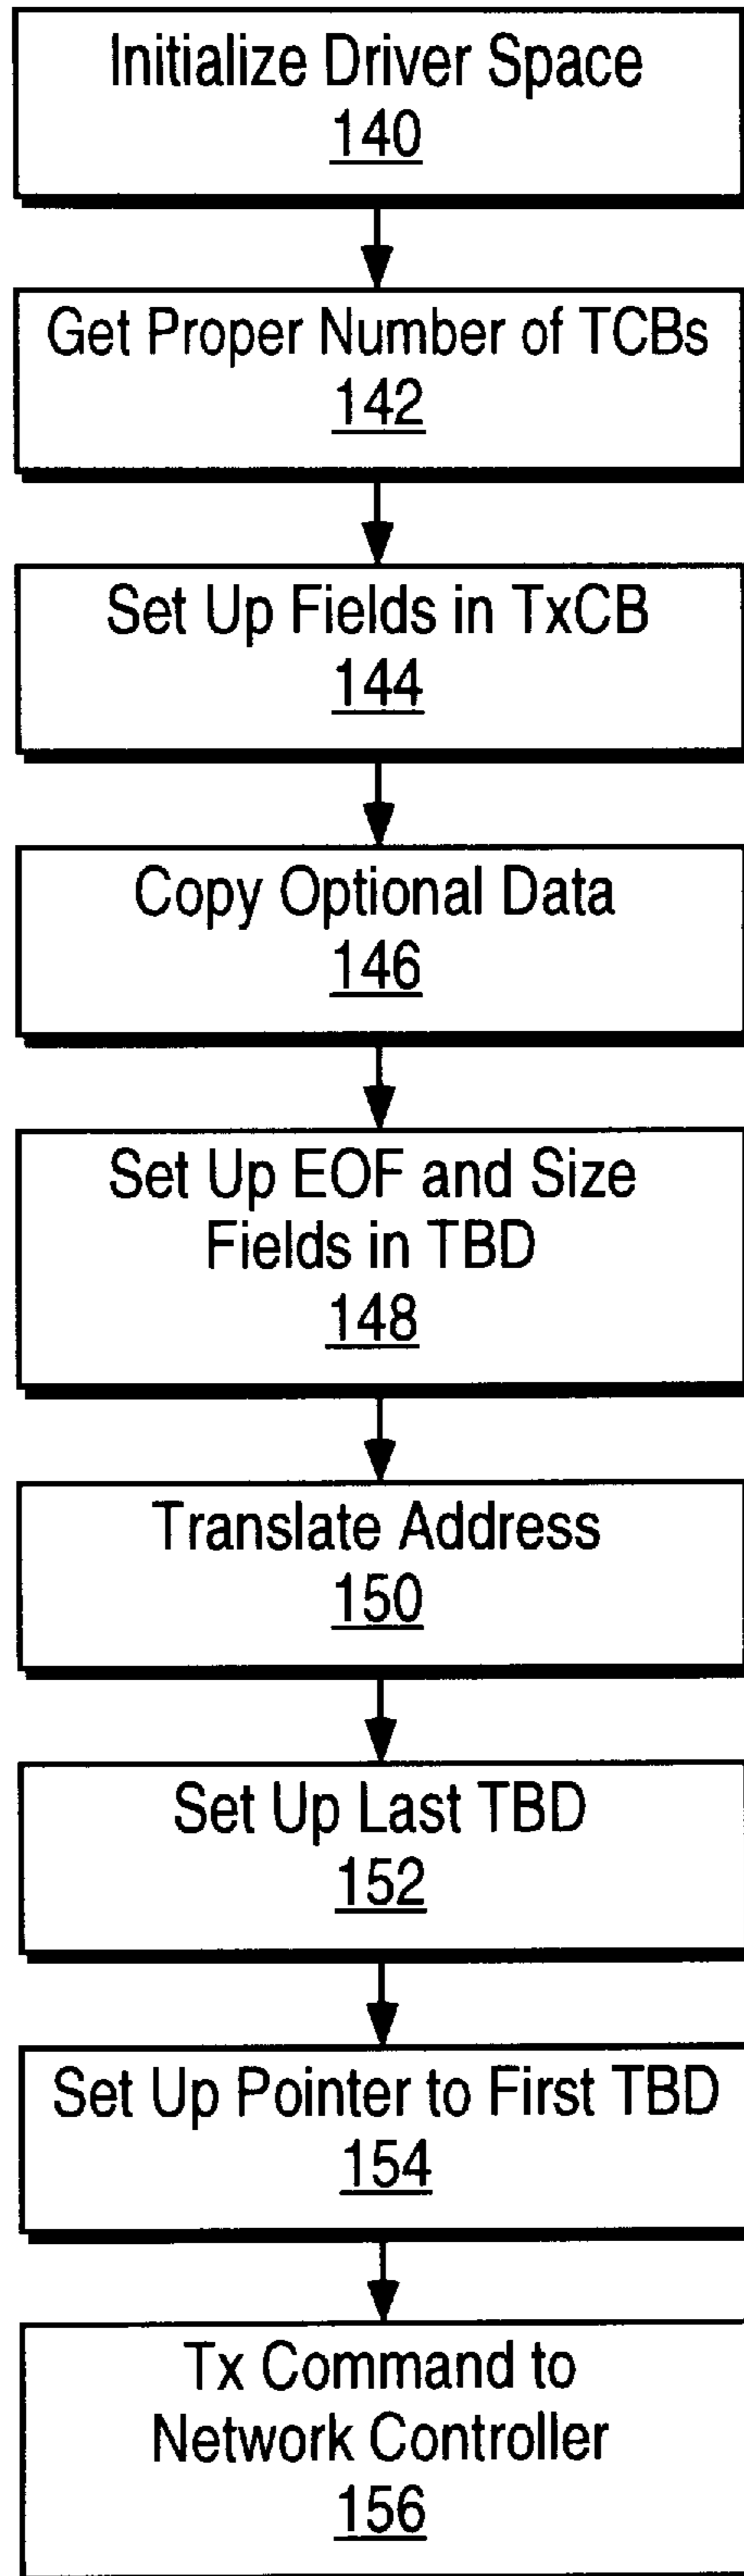 Initialize Driver Space
140
Get Proper Number of TCBs
142
Set Up Fields in TxCB
144
Copy Optional Data
146
Set Up EOF and Size
Fields in TBD
148
Translate Address
150
Set Up Last TBD
152
Set Up Pointer to First TBD
154
Tx Command to
Network Controller
156